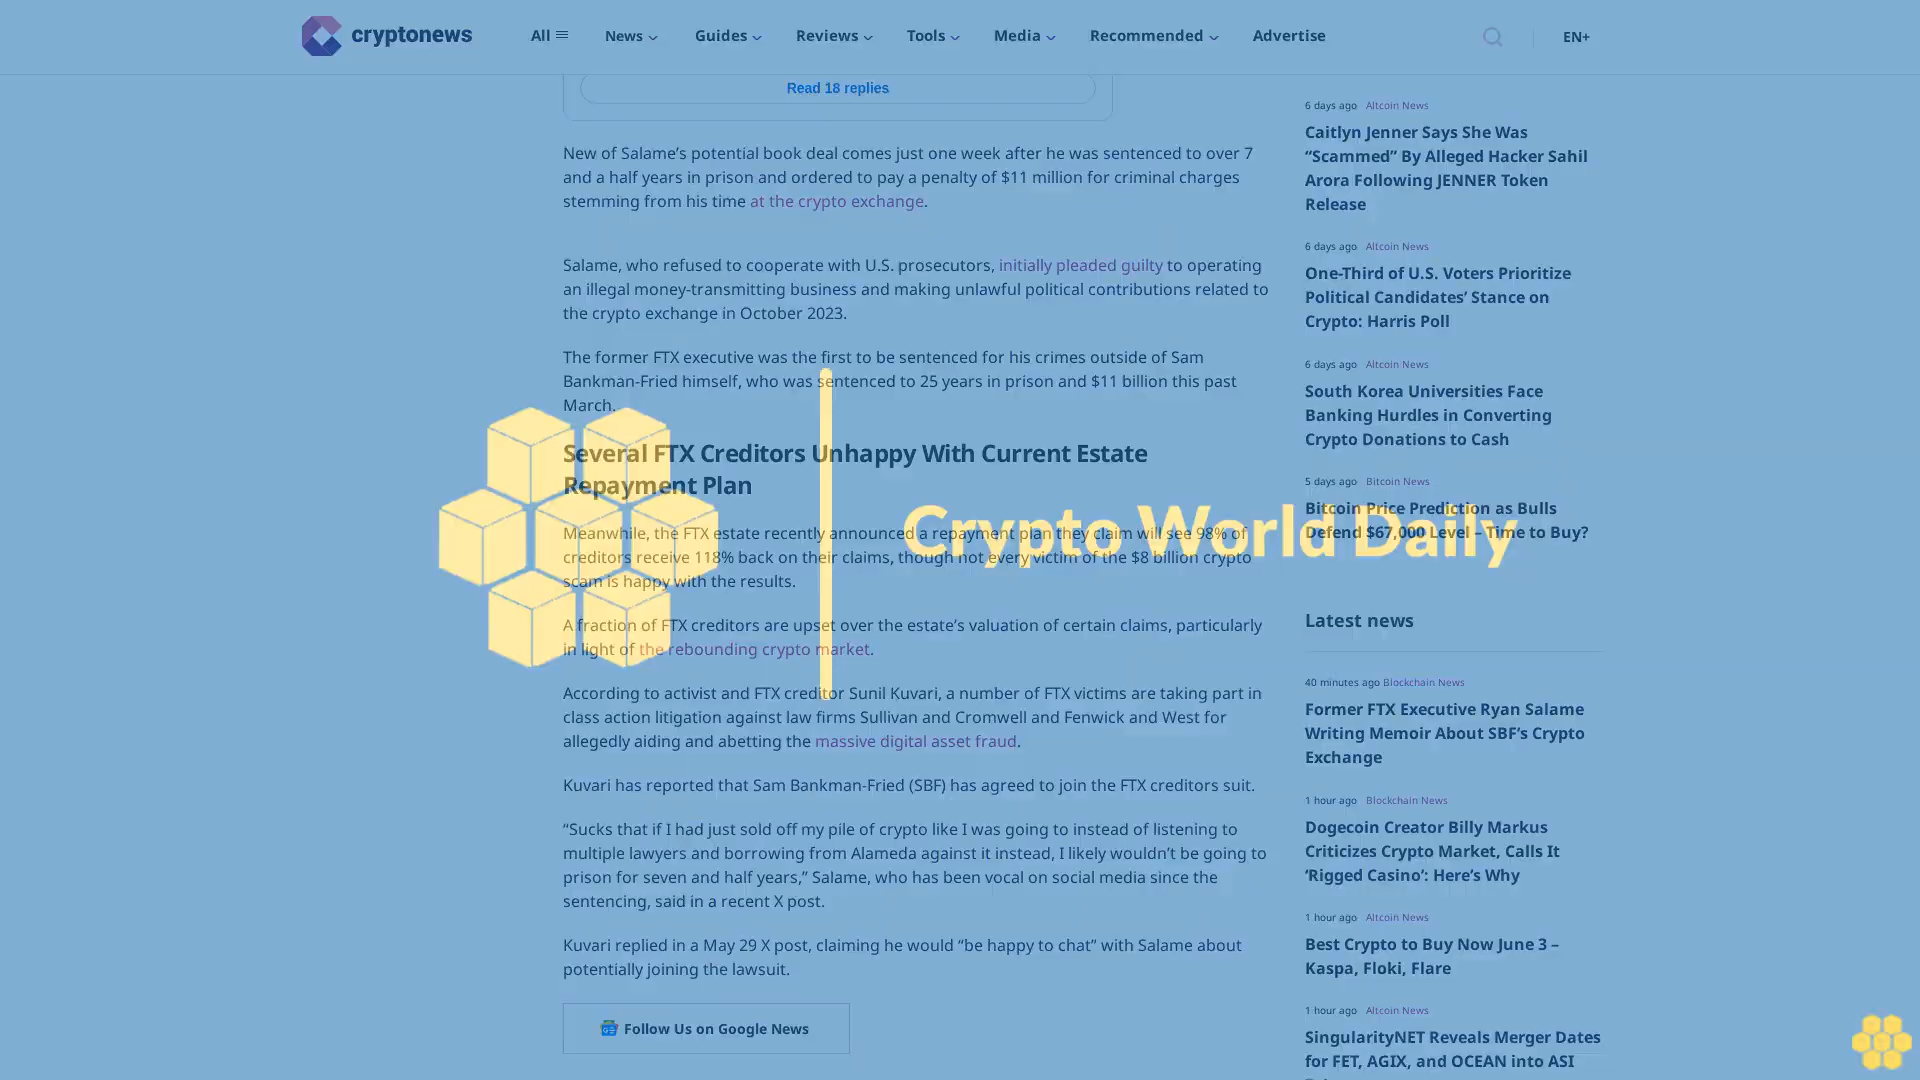 cryptonews
All
News
Guides
Reviews
Tools
Media
Recommended
Advertise
EN+
Read 18 replies
New of Salame’s potential book deal comes just one week after he was sentenced to over 7
and a half years in prison and ordered to pay a penalty of $11 million for criminal charges
stemming from his time at the crypto exchange.
Salame, who refused to cooperate with U.S. prosecutors, initially pleaded guilty to operating
an illegal money-transmitting business and making unlawful political contributions related to
the crypto exchange in October 2023.
The former FTX executive was the first to be sentenced for his crimes outside of Sam
Bankman-Fried himself, who was sentenced to 25 years in prison and $11 billion this past
March.
Several FTX Creditors Unhappy With Current Estate
Repayment Plan
Meanwhile, the FTX estate recently announced a repayment plan they claim will see 98% of
creditors receive 118% back on their claims, though not every victim of the $8 billion crypto
scam is happy with the results.
A fraction of FTX creditors are upset over the estate’s valuation of certain claims, particularly
in light of the rebounding crypto market.
According to activist and FTX creditor Sunil Kuvari, a number of FTX victims are taking part in
class action litigation against law firms Sullivan and Cromwell and Fenwick and West for
allegedly aiding and abetting the massive digital asset fraud.
Kuvari has reported that Sam Bankman-Fried (SBF) has agreed to join the FTX creditors suit.
“Sucks that if I had just sold off my pile of crypto like I was going to instead of listening to
multiple lawyers and borrowing from Alameda against it instead, I likely wouldn’t be going to
prison for seven and half years,” Salame, who has been vocal on social media since the
sentencing, said in a recent X post.
Kuvari replied in a May 29 X post, claiming he would “be happy to chat” with Salame about
potentially joining the lawsuit.
Follow Us on Google News
Crypto World Daily
6 days ago Altcoin News
Caitlyn Jenner Says She Was
“Scammed” By Alleged Hacker Sahil
Arora Following JENNER Token
Release
6 days ago Altcoin News
One-Third of U.S. Voters Prioritize
Political Candidates’ Stance on
Crypto: Harris Poll
6 days ago Altcoin News
South Korea Universities Face
Banking Hurdles in Converting
Crypto Donations to Cash
5 days ago Bitcoin News
Bitcoin Price Prediction as Bulls
Defend $67,000 Level – Time to Buy?
Latest news
40 minutes ago Blockchain News
Former FTX Executive Ryan Salame
Writing Memoir About SBF’s Crypto
Exchange
1 hour ago Blockchain News
Dogecoin Creator Billy Markus
Criticizes Crypto Market, Calls It
‘Rigged Casino’: Here’s Why
1 hour ago Altcoin News
Best Crypto to Buy Now June 3 –
Kaspa, Floki, Flare
1 hour ago Altcoin News
SingularityNET Reveals Merger Dates
for FET, AGIX, and OCEAN into ASI